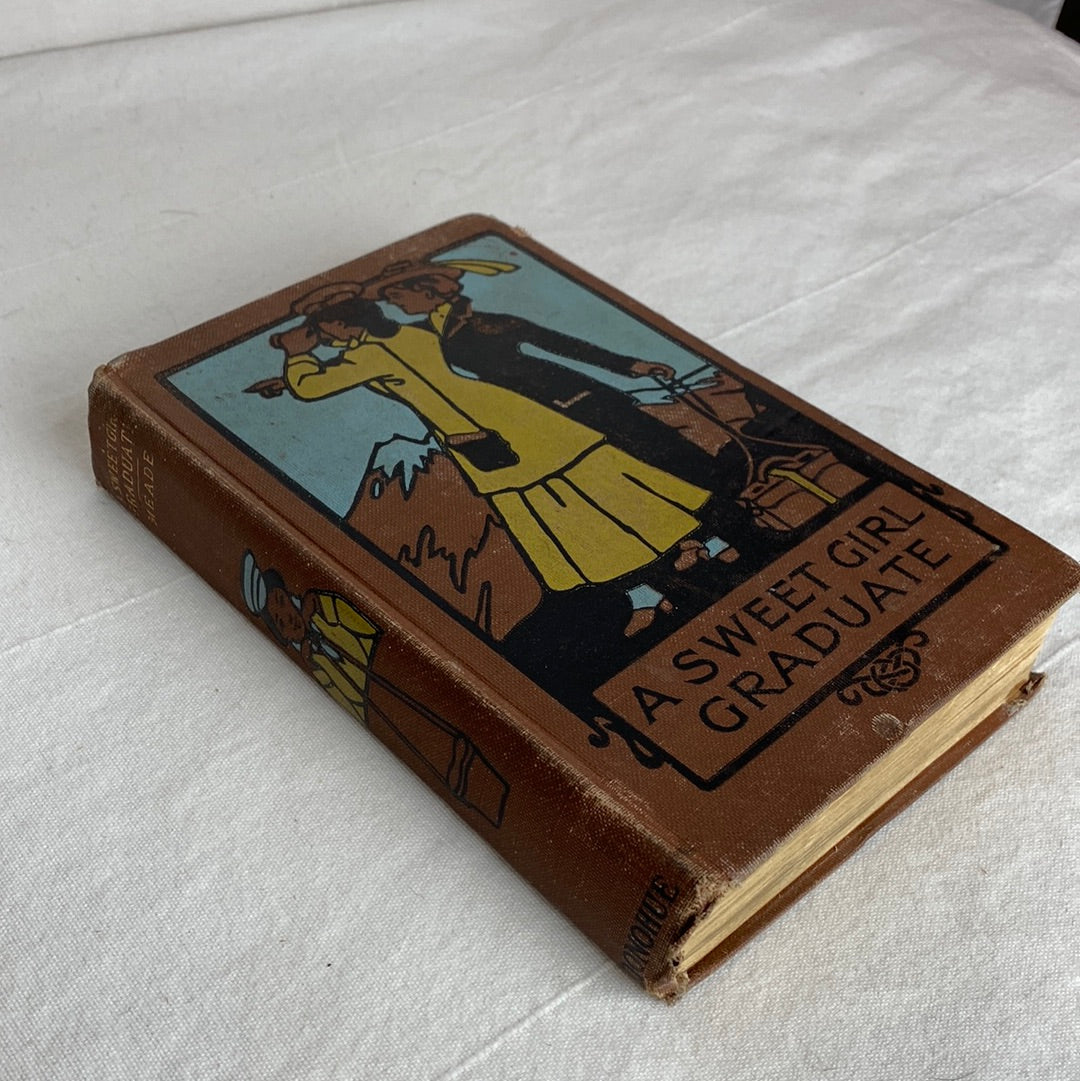 A SWEET GIRL
GRADUATE
SWEET GIRL
GRADUATE
MEADE
DONOHUE